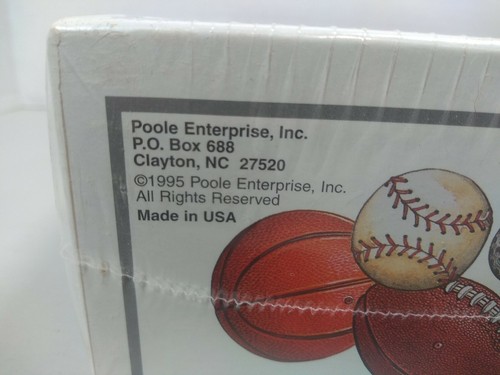 Poole Enterprise, Inc.
P.O. Box 688
Clayton, NC 27520
©1995 Poole Enterprise, Inc.
All Rights Reserved
Made in USA